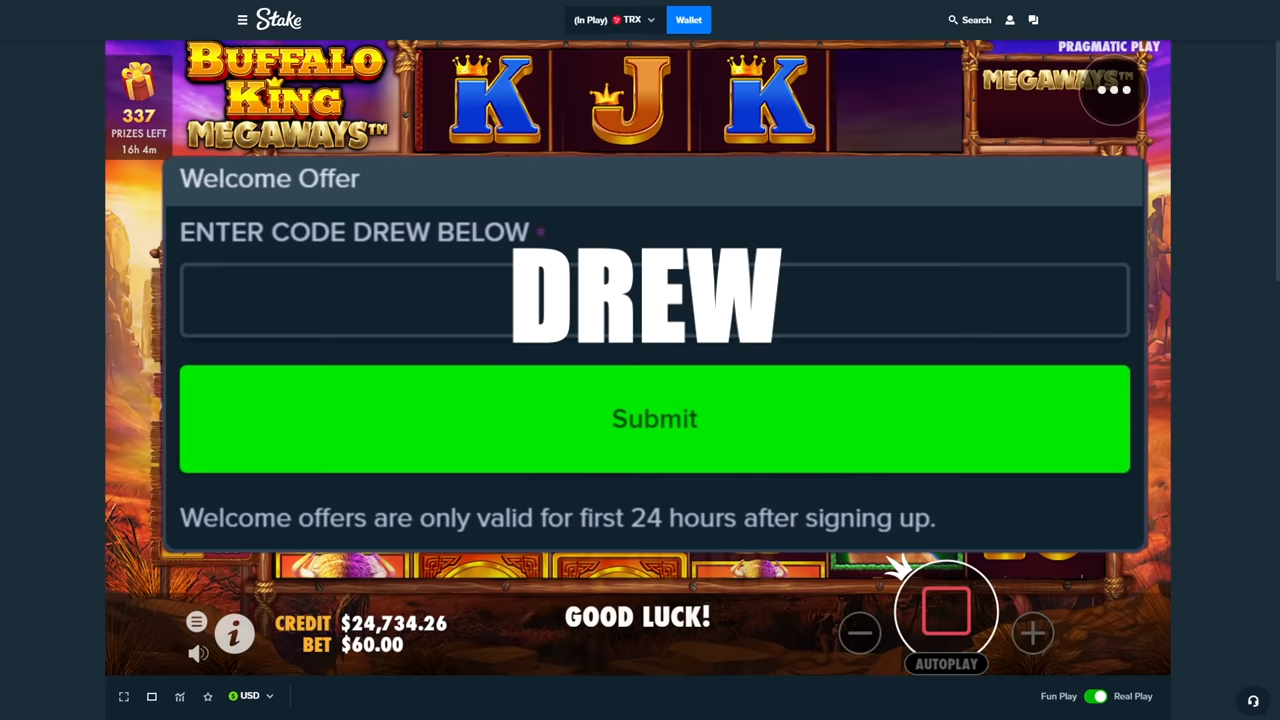 Stake
(In Play) TRX
Wallet
Search
PRAGMATIC PLAY
337
PRIZES LEFT
16h 4m
BUFFALO
KING
MEGAWAYS™
K
J
K
MEGAWAYS™
Welcome Offer
ENTER CODE DREW BELOW *
DREW
Submit
Welcome offers are only valid for first 24 hours after signing up.
CREDIT $24,734.26
BET $60.00
GOOD LUCK!
AUTOPLAY
USD
Fun Play
Real Play